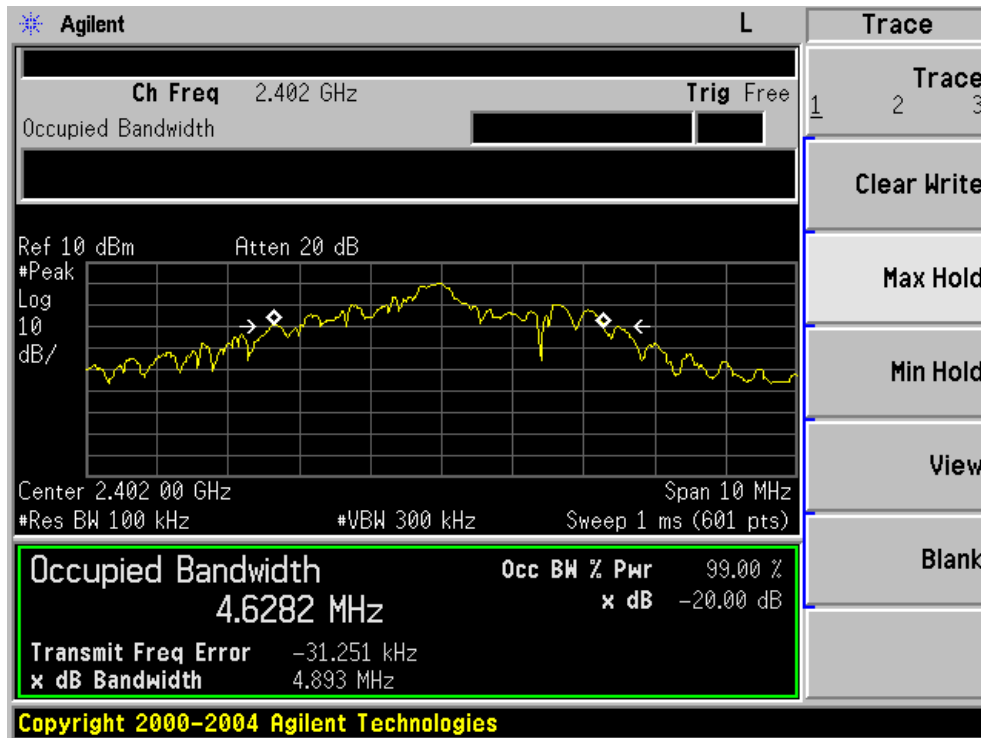 Agilent L Trace
Ch Freq 2.402 GHz Trig Free
Occupied Bandwidth
Trace
1 2 3
Clear Write
Max Hold
Min Hold
View
Blank
Ref 10 dBm Atten 20 dB
#Peak
Log
10
dB/
Center 2.402 00 GHz Span 10 MHz
#Res BW 100 kHz #VBW 300 kHz Sweep 1 ms (601 pts)
Occupied Bandwidth
4.6282 MHz
Occ BW % Pwr 99.00 %
x dB -20.00 dB
Transmit Freq Error -31.251 kHz
x dB Bandwidth 4.893 MHz
Copyright 2000-2004 Agilent Technologies